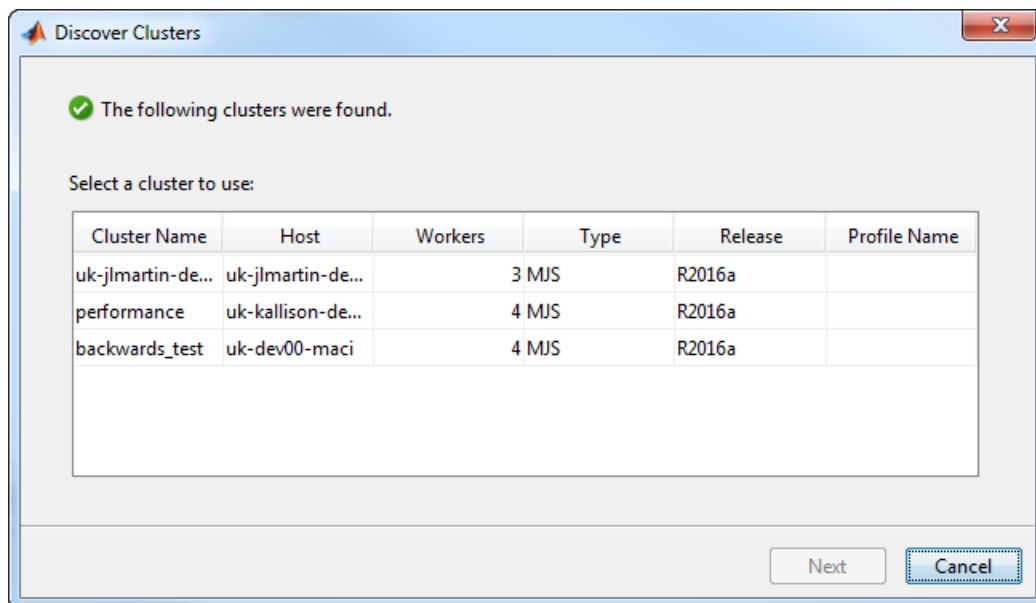 Discover Clusters
The following clusters were found.
Select a cluster to use:
Cluster Name Host Workers Type Release Profile Name
uk-jlmartin-de... uk-jlmartin-de... 3 MJS R2016a
performance uk-kallison-de... 4 MJS R2016a
backwards_test uk-dev00-maci 4 MJS R2016a
Next Cancel